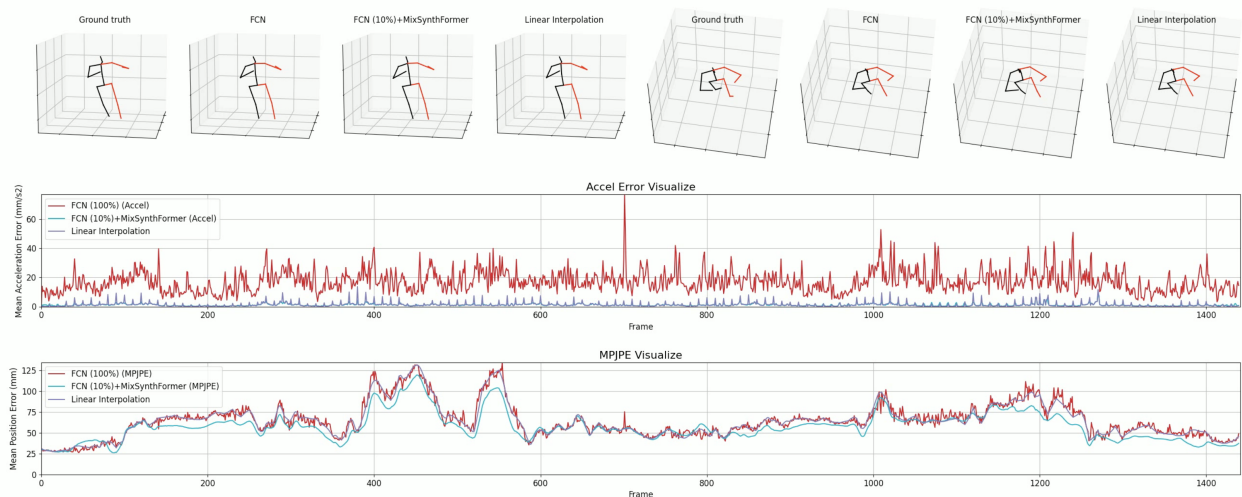 Ground truth
FCN
FCN (10%)+MixSynthFormer
Linear Interpolation
Ground truth
FCN
FCN (10%)+MixSynthFormer
Linear Interpolation
Accel Error Visualize
Mean Acceleration Error (mm/s2)
60
40
20
0
FCN (100%) (Accel)
FCN (10%)+MixSynthFormer (Accel)
Linear Interpolation
0
200
400
600
800
1000
1200
1400
Frame
MPJPE Visualize
Mean Position Error (mm)
125
100
75
50
25
0
FCN (100%) (MPJPE)
FCN (10%)+MixSynthFormer (MPJPE)
Linear Interpolation
0
200
400
600
800
1000
1200
1400
Frame